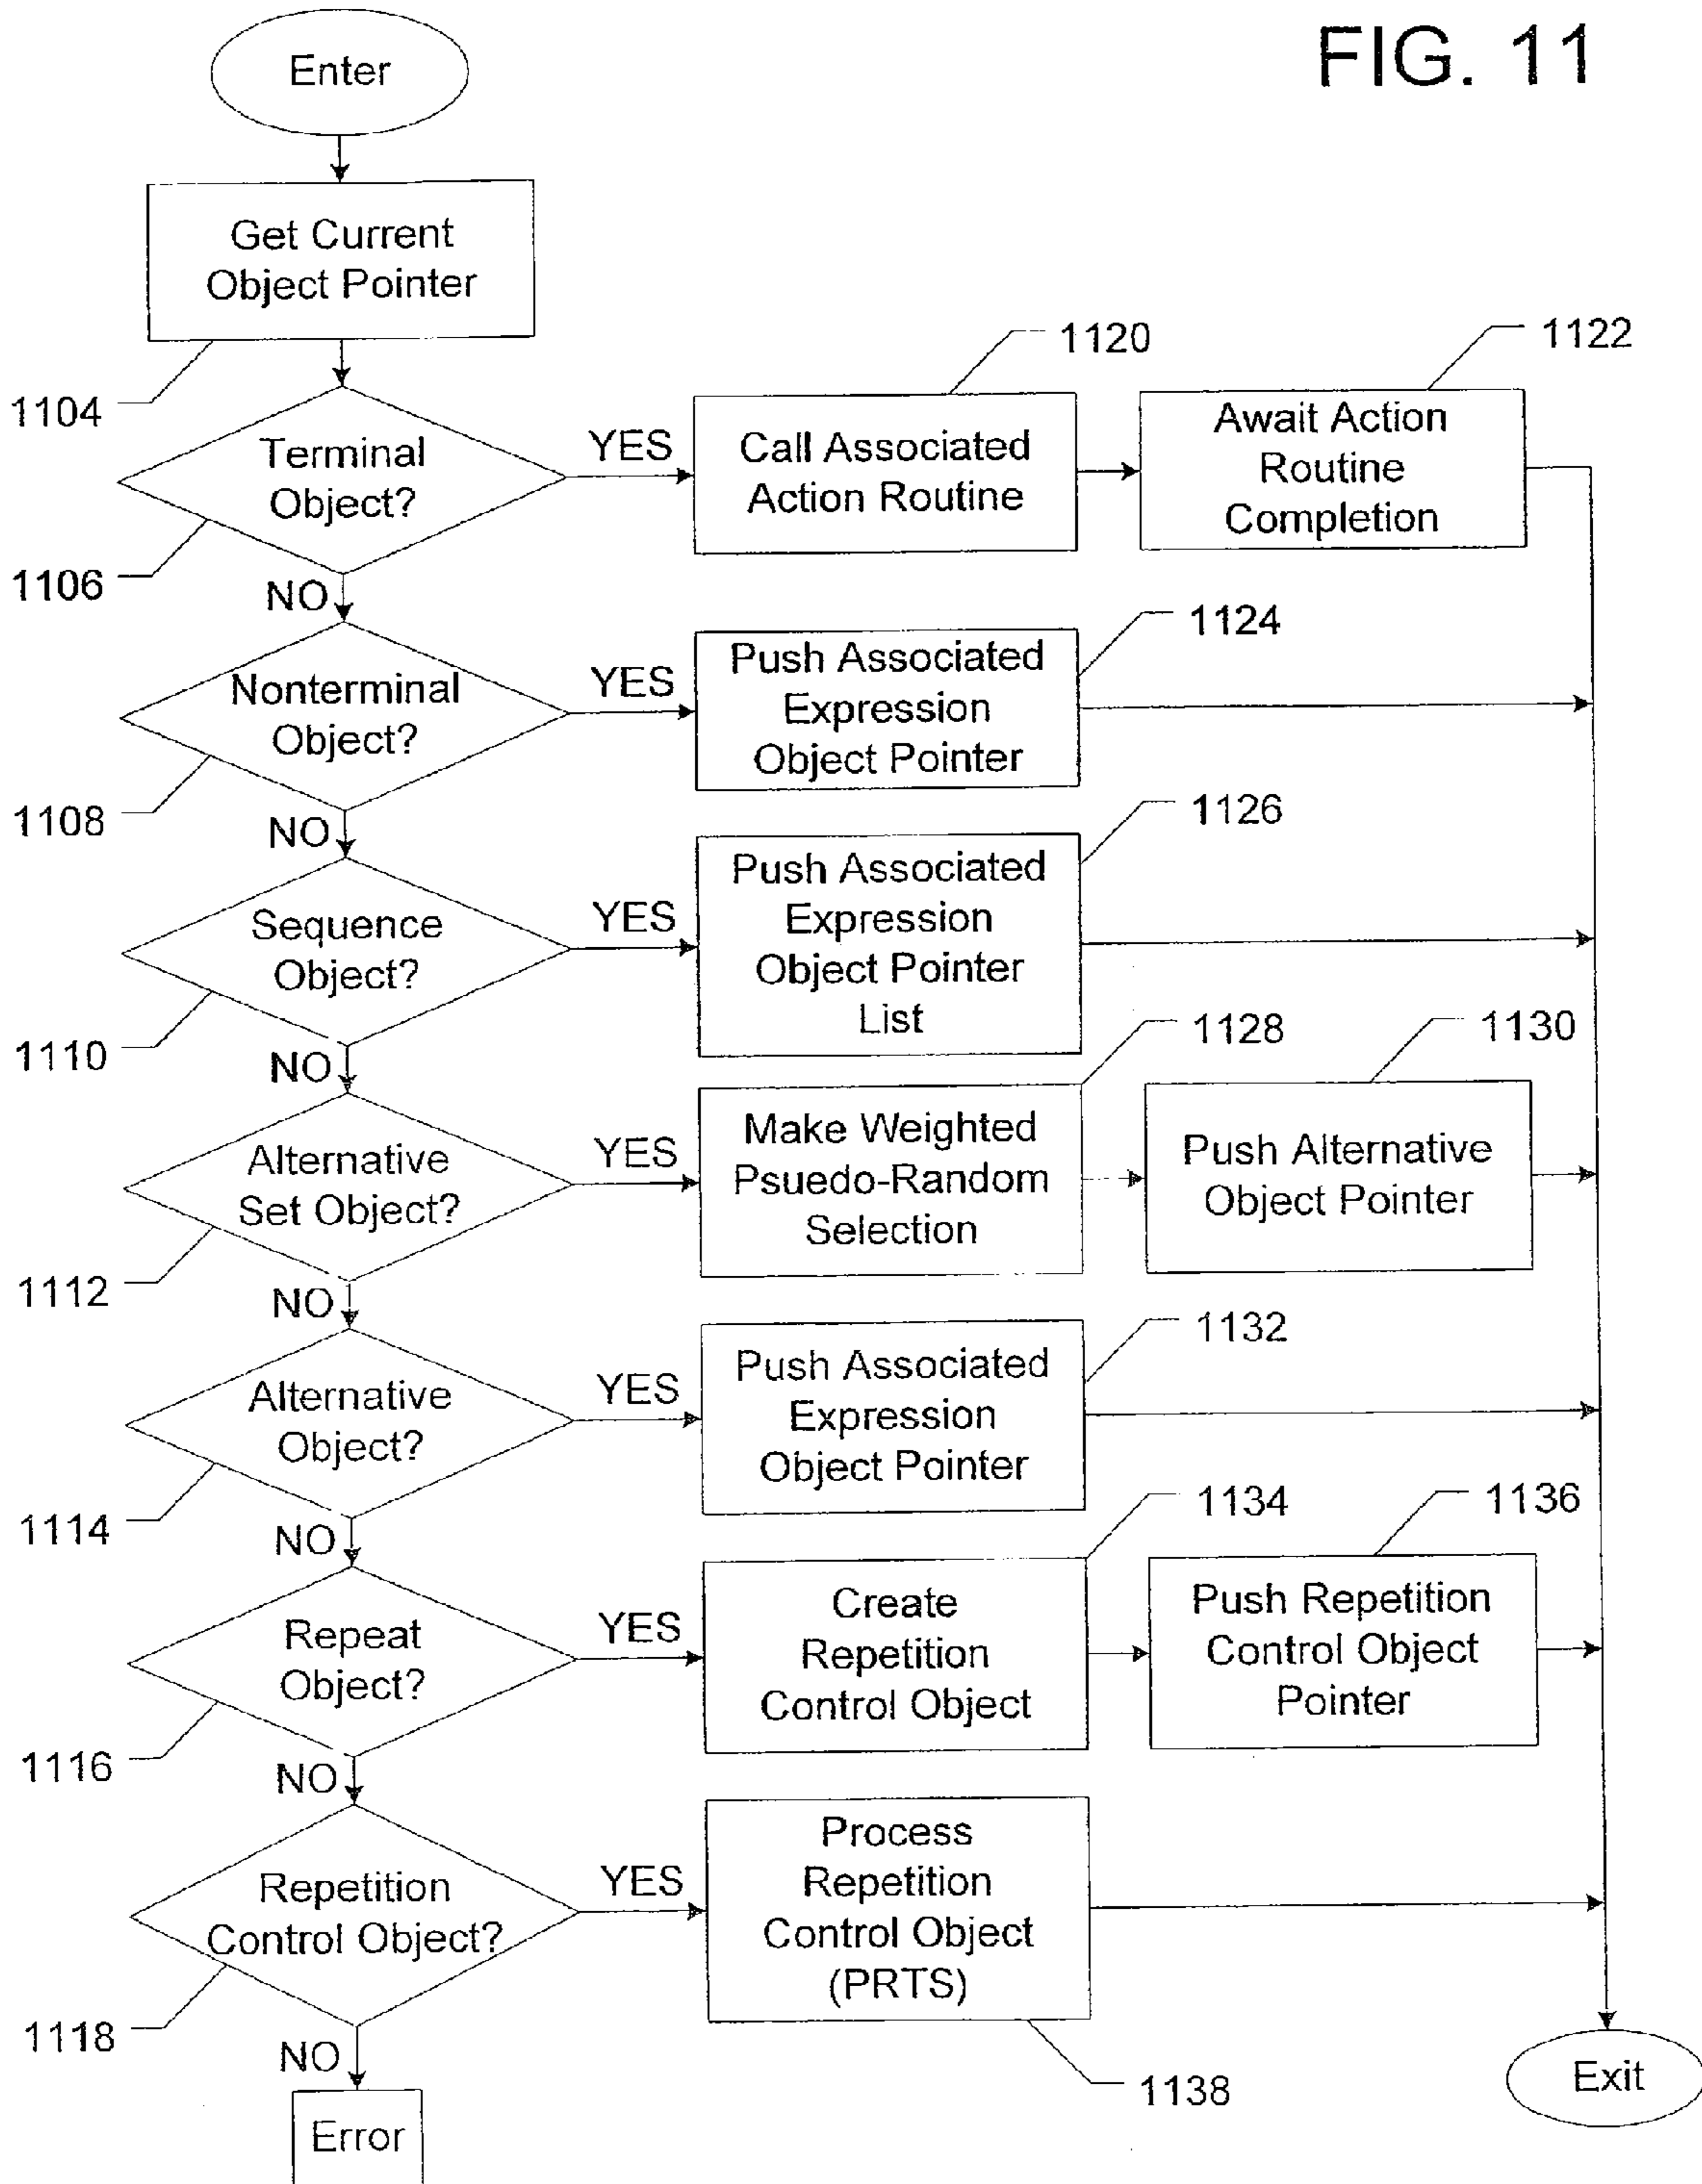 FIG. 11
Enter
Get Current
Object Pointer
1104
Terminal
Object?
1106
YES
Call Associated
Action Routine
1120
Await Action
Routine
Completion
1122
NO
Nonterminal
Object?
1108
YES
Push Associated
Expression
Object Pointer
1124
NO
Sequence
Object?
1110
YES
Push Associated
Expression
Object Pointer
List
1126
NO
Alternative
Set Object?
1112
YES
Make Weighted
Psuedo-Random
Selection
1128
Push Alternative
Object Pointer
1130
NO
Alternative
Object?
1114
YES
Push Associated
Expression
Object Pointer
1132
NO
Repeat
Object?
1116
YES
Create
Repetition
Control Object
1134
Push Repetition
Control Object
Pointer
1136
NO
Repetition
Control Object?
1118
YES
Process
Repetition
Control Object
(PRTS)
1138
NO
Error
Exit